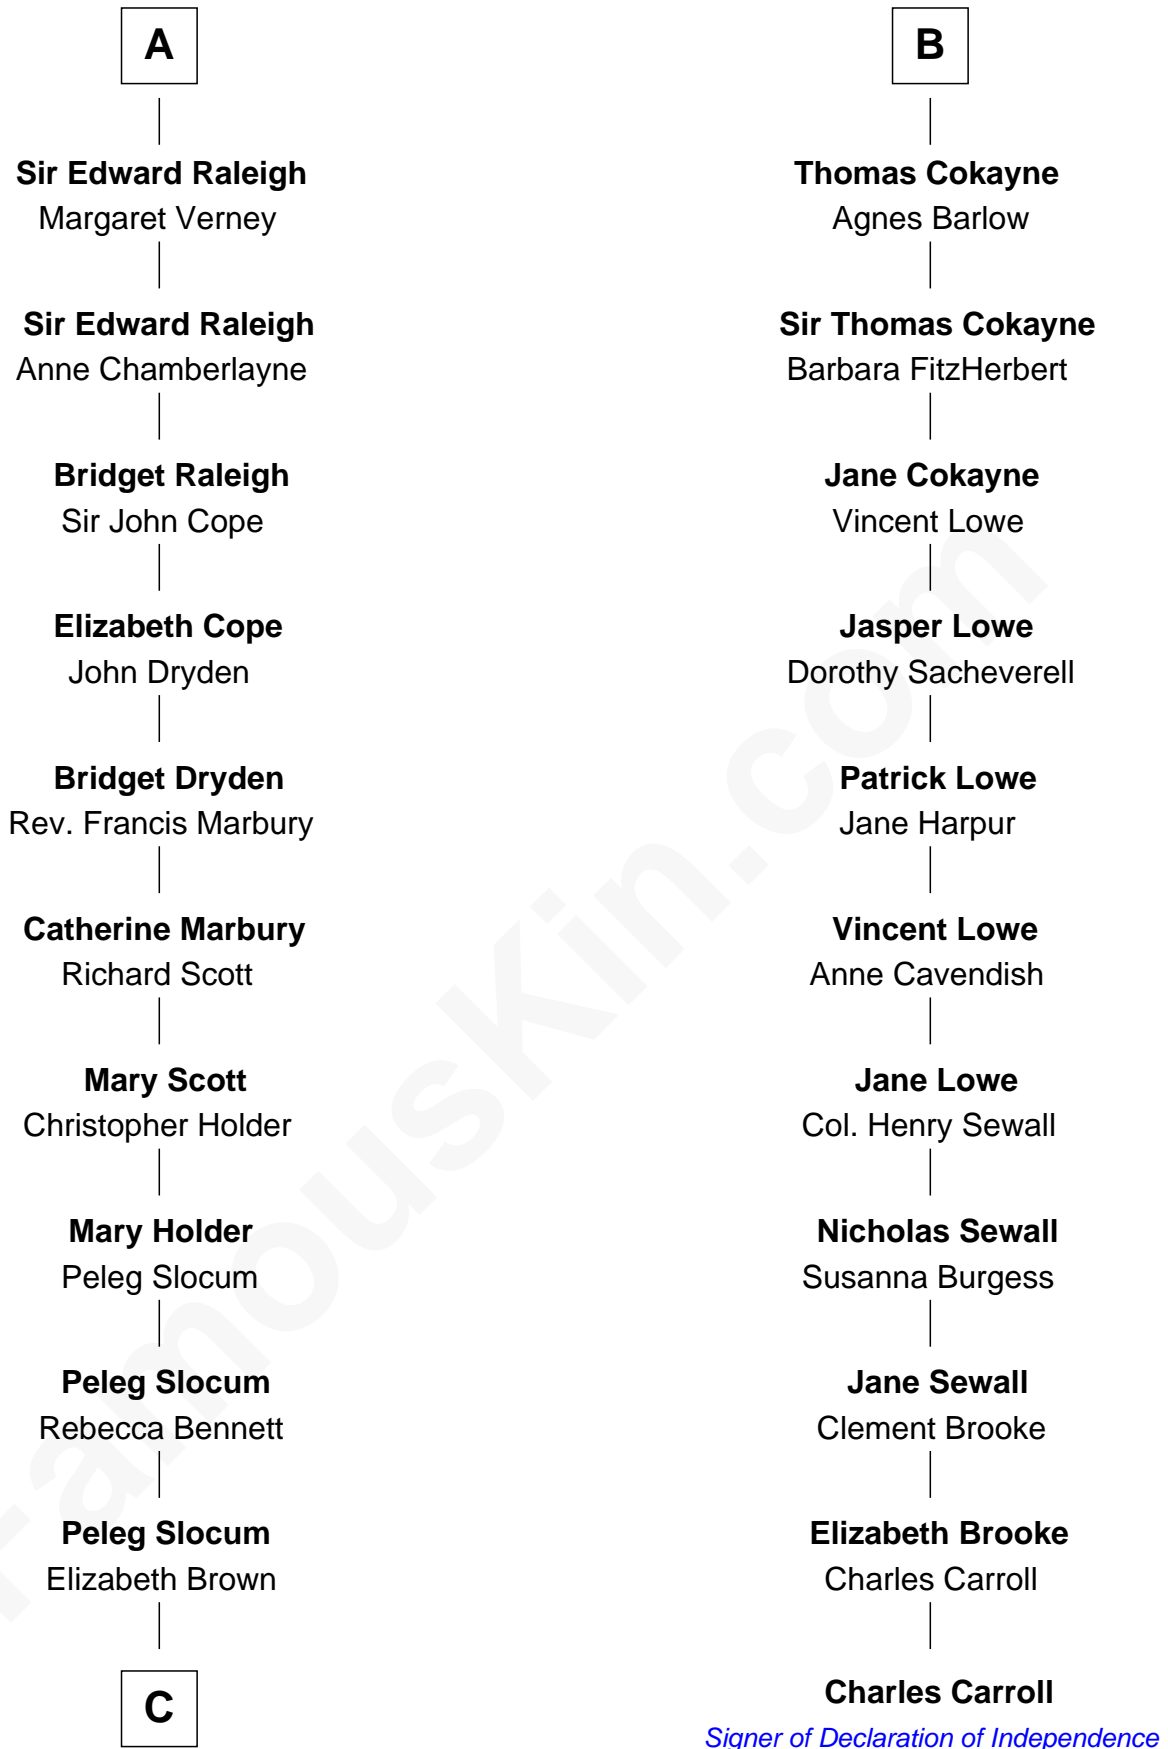 A
Sir Edward Raleigh
Margaret Verney
Sir Edward Raleigh
Anne Chamberlayne
Bridget Raleigh
Sir John Cope
Elizabeth Cope
John Dryden
Bridget Dryden
Rev. Francis Marbury
Catherine Marbury
Richard Scott
Mary Scott
Christopher Holder
Mary Holder
Peleg Slocum
Peleg Slocum
Rebecca Bennett
Peleg Slocum
Elizabeth Brown
C
B
Thomas Cokayne
Agnes Barlow
Sir Thomas Cokayne
Barbara FitzHerbert
Jane Cokayne
Vincent Lowe
Jasper Lowe
Dorothy Sacheverell
Patrick Lowe
Jane Harpur
Vincent Lowe
Anne Cavendish
Jane Lowe
Col. Henry Sewall
Nicholas Sewall
Susanna Burgess
Jane Sewall
Clement Brooke
Elizabeth Brooke
Charles Carroll
Charles Carroll
Signer of Declaration of Independence
FamousKin.com